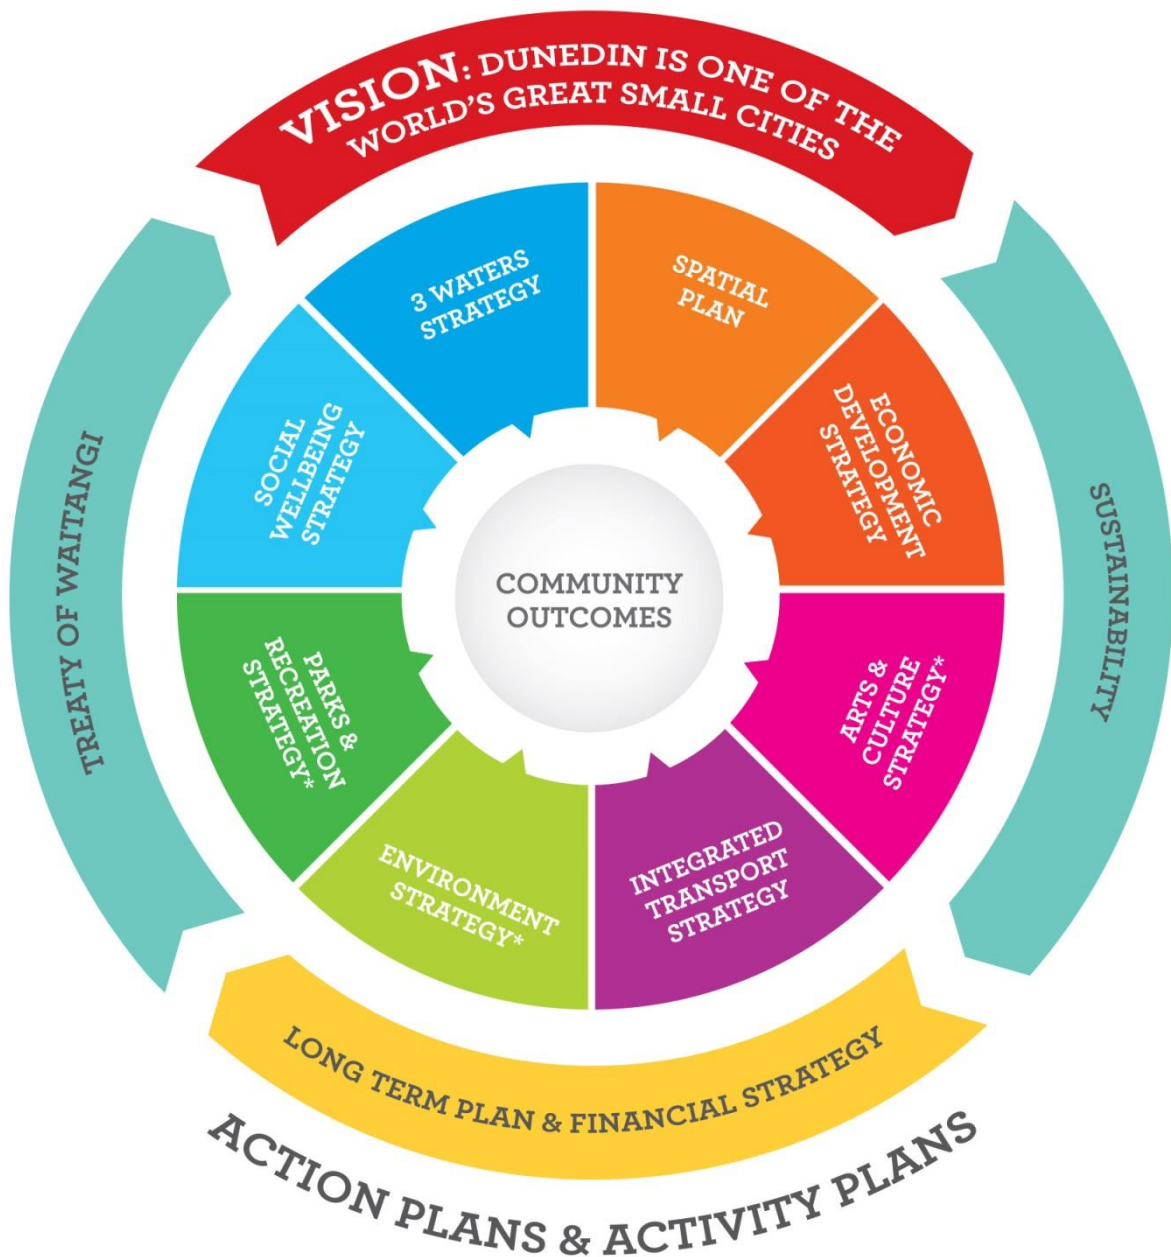 VISION: DUNEDIN IS ONE OF THE
WORLD'S GREAT SMALL CITIES
3 WATERS
STRATEGY
SPATIAL
PLAN
ECONOMIC
DEVELOPMENT
STRATEGY
ARTS &
CULTURE
STRATEGY*
INTEGRATED
TRANSPORT
STRATEGY
ENVIRONMENT
STRATEGY*
PARKS &
RECREATION
STRATEGY*
SOCIAL
WELLBEING
STRATEGY
COMMUNITY
OUTCOMES
TREATY OF WAITANGI
SUSTAINABILITY
LONG TERM PLAN & FINANCIAL STRATEGY
ACTION PLANS & ACTIVITY PLANS